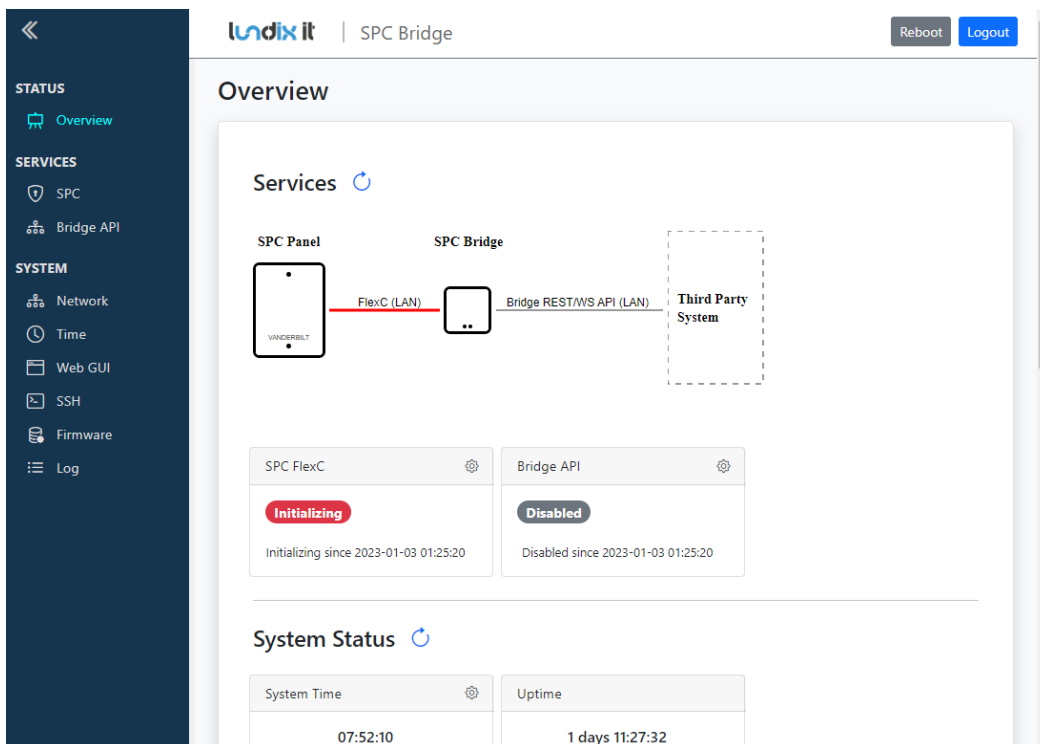 lundix it | SPC Bridge
Reboot
Logout
STATUS
Overview
SERVICES
SPC
Bridge API
SYSTEM
Network
Time
Web GUI
SSH
Firmware
Log
Overview
Services
SPC Panel
SPC Bridge
FlexC (LAN)
Bridge REST/WS API (LAN)
Third Party
System
VANDERBILT
SPC FlexC
Initializing
Initializing since 2023-01-03 01:25:20
Bridge API
Disabled
Disabled since 2023-01-03 01:25:20
System Status
System Time
07:52:10
Uptime
1 days 11:27:32